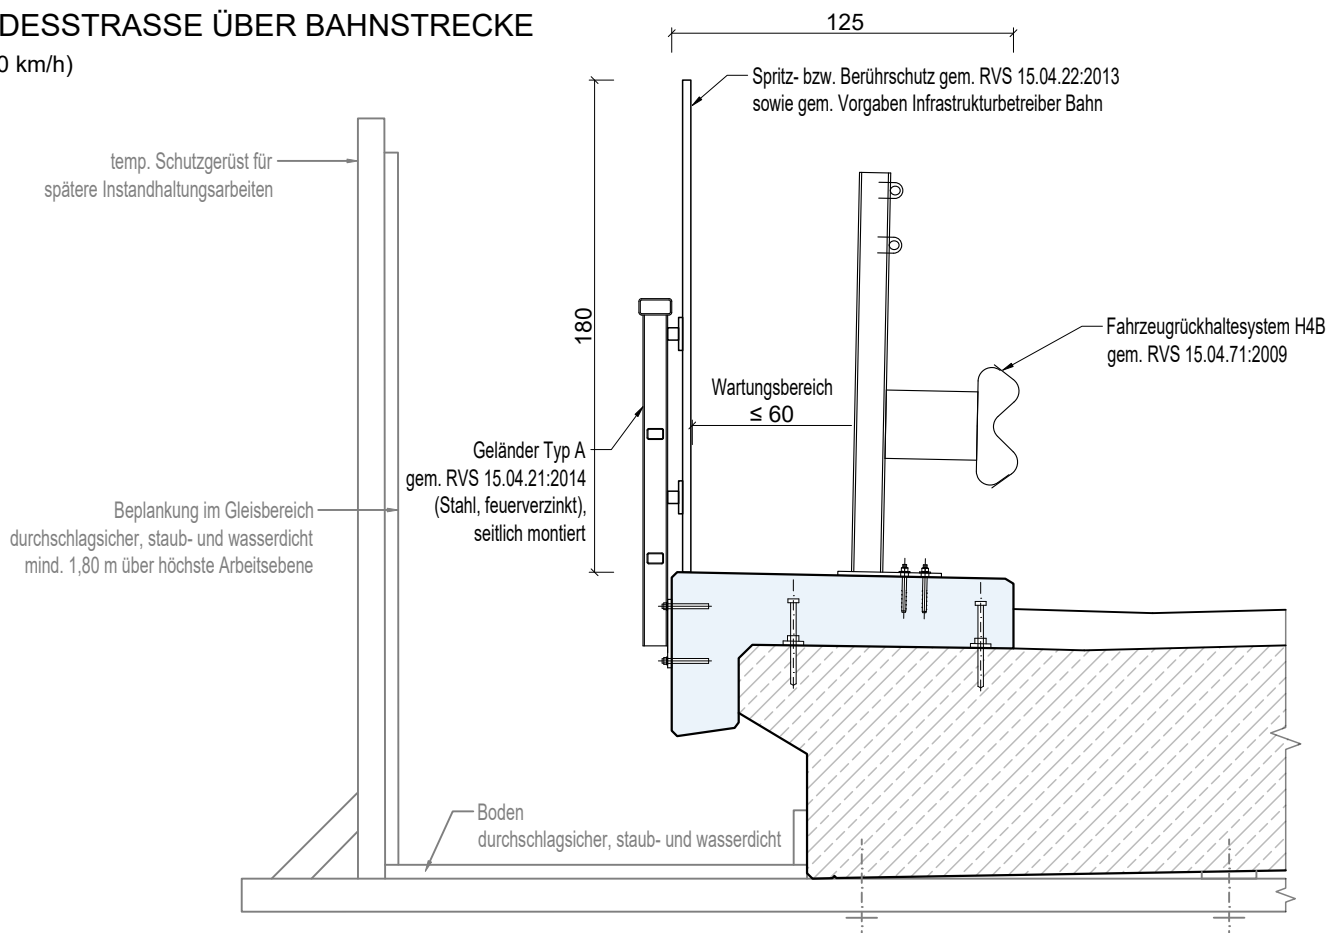 DESSTRASSE ÜBER BAHNSTRECKE
0 km/h)
125
Spritz- bzw. Berührschutz gem. RVS 15.04.22:2013
sowie gem. Vorgaben Infrastrukturbetreiber Bahn
temp. Schutzgerüst für
spätere Instandhaltungsarbeiten
180
Fahrzeugrückhaltesystem H4B
gem. RVS 15.04.71:2009
Wartungsbereich
≤ 60
Geländer Typ A
gem. RVS 15.04.21:2014
(Stahl, feuerverzinkt),
seitlich montiert
Beplankung im Gleisbereich
durchschlagsicher, staub- und wasserdicht
mind. 1,80 m über höchste Arbeitsebene
Boden
durchschlagsicher, staub- und wasserdicht